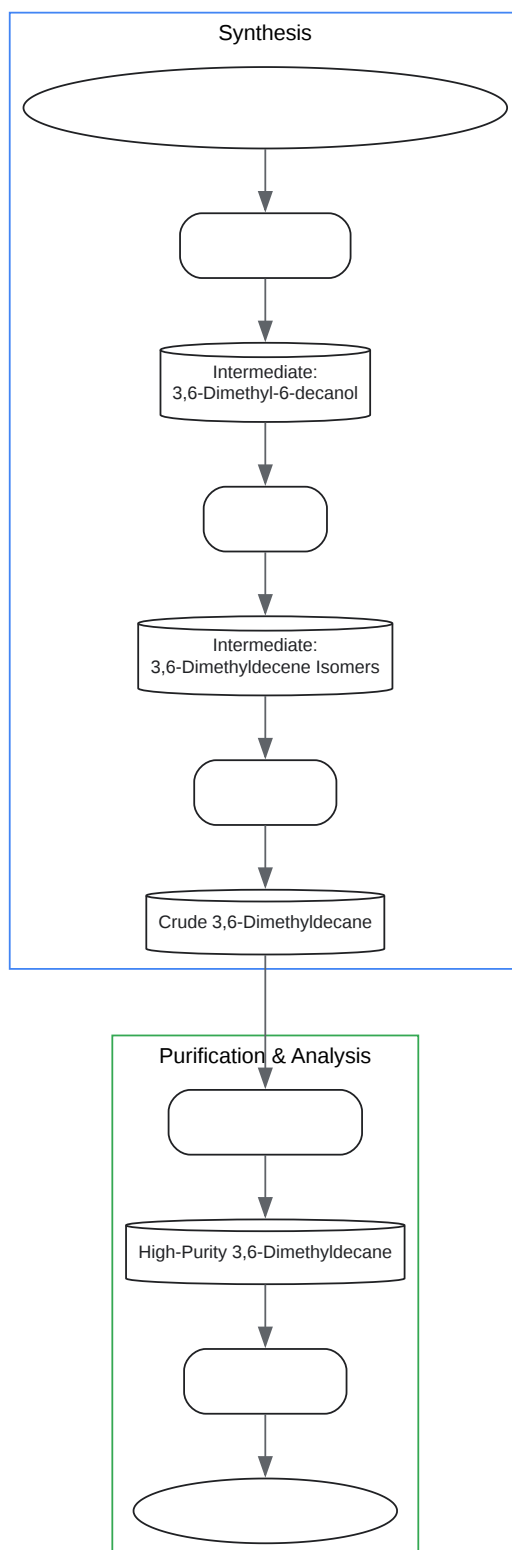 Synthesis
Intermediate:
3,6-Dimethyl-6-decanol
Intermediate:
3,6-Dimethyldecene Isomers
Crude 3,6-Dimethyldecane
Purification & Analysis
High-Purity 3,6-Dimethyldecane